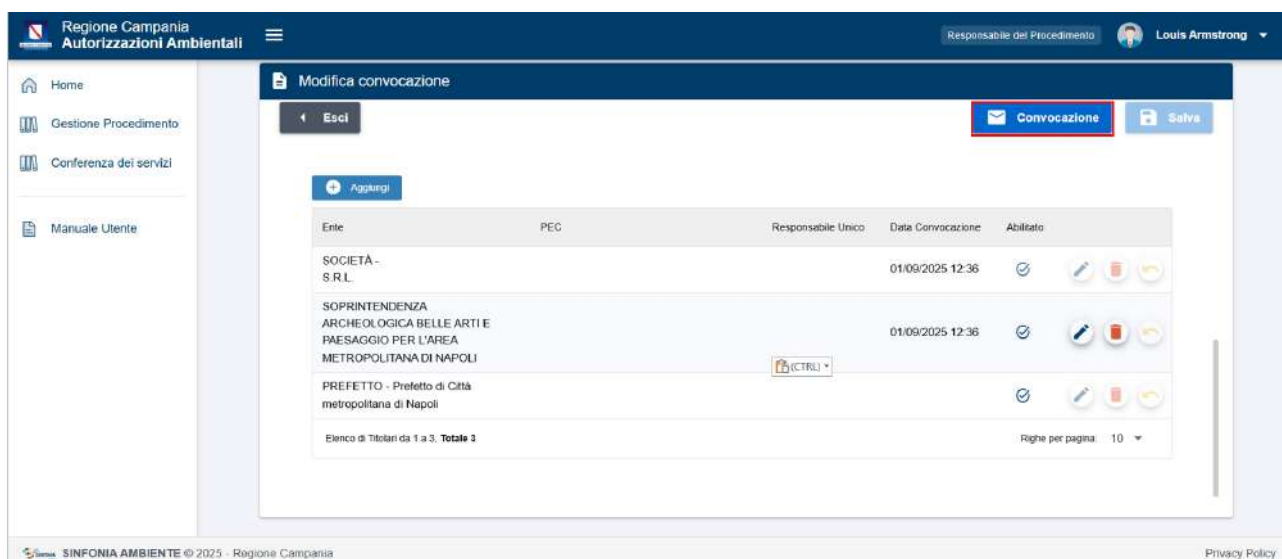 Regione Campania
Autorizzazioni Ambientali
Responsabile del Procedimento
Louis Armstrong
Home
Gestione Procedimento
Conferenza dei servizi
Manuale Utente
Modifica convocazione
Esci
Convocazione
Salva
Aggiungi
Ente PEC Responsabile Unico Data Convocazione Abilitato
SOCIETÀ -
S.R.L.
01/09/2025 12:36
SOPRINTENDENZA
ARCHEOLOGICA BELLE ARTI E
PAESAGGIO PER L'AREA
METROPOLITANA DI NAPOLI
01/09/2025 12:36
(CTRL)
PREFETTO - Prefetto di Città
metropolitana di Napoli
Elenco di Titolari da 1 a 3, Totale 3
Righe per pagina: 10
SINFONIA AMBIENTE © 2025 - Regione Campania
Privacy Policy